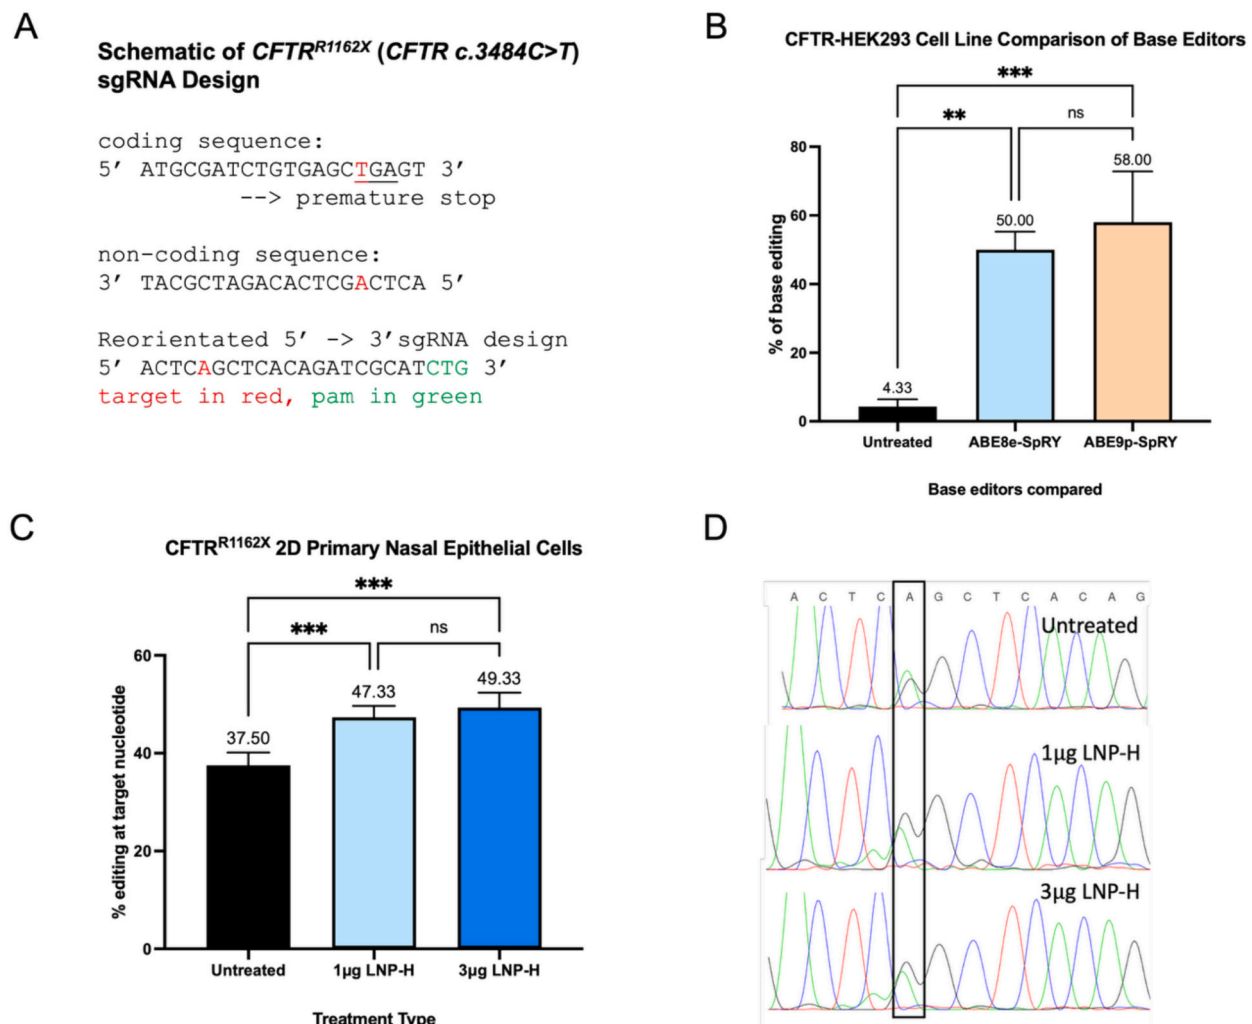 A
Schematic of CFTRR1162X (CFTR c.3484C>T)
sgRNA Design
coding sequence:
5’ ATGCGATCTGTGAGCTGAGT 3’
--> premature stop
non-coding sequence:
3’ TACGCTAGACACTCGACTCA 5’
Reorientated 5’ -> 3’sgRNA design
5’ ACTCAGCTCACAGATCGCATCTG 3’
target in red, pam in green
B
CFTR-HEK293 Cell Line Comparison of Base Editors
***
**
ns
% of base editing
80
60
40
20
0
4.33
50.00
58.00
Untreated
ABE8e-SpRY
ABE9p-SpRY
Base editors compared
C
CFTRR1162X 2D Primary Nasal Epithelial Cells
***
***
ns
% editing at target nucleotide
60
40
20
0
37.50
47.33
49.33
Untreated
1µg LNP-H
3µg LNP-H
Treatment Type
D
A C T C A G C T C A C A G
Untreated
1µg LNP-H
3µg LNP-H